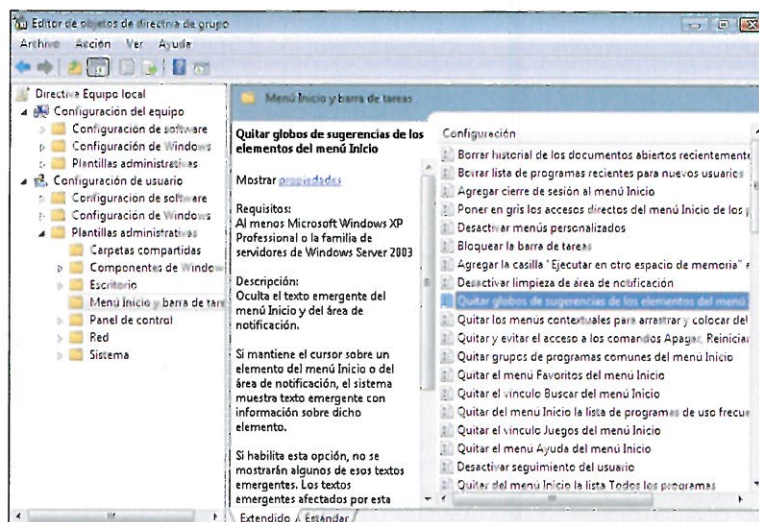 Editor de objetos de directiva de grupo
Archivo Acción Ver Ayuda
Directiva Equipo local
Configuración del equipo
Configuración de software
Configuración de Windows
Plantillas administrativas
Configuración de usuario
Configuración de software
Configuración de Windows
Plantillas administrativas
Carpetas compartidas
Componentes de Window
Escritorio
Menú Inicio y barra de tare
Panel de control
Red
Sistema
Menú Inicio y barra de tareas
Quitar globos de sugerencias de los
elementos del menú Inicio
Mostrar propiedades
Requisitos:
Al menos Microsoft Windows XP
Professional o la familia de
servidores de Windows Server 2003
Descripción:
Oculta el texto emergente del
menú Inicio y del área de
notificación.
Si mantiene el cursor sobre un
elemento del menú Inicio o del
área de notificación, el sistema
muestra texto emergente con
información sobre dicho
elemento.
Si habilita esta opción, no se
mostrarán algunos de esos textos
emergentes. Los textos
emergentes afectados por esta
Configuración
Borrar historial de los documentos abiertos recientemente
Borrar lista de programas recientes para nuevos usuarios
Agregar cierre de sesión al menú Inicio
Poner en gris los accesos directos del menú Inicio de los
Desactivar menús personalizados
Bloquear la barra de tareas
Agregar la casilla "Ejecutar en otro espacio de memoria"
Desactivar limpieza de área de notificación
Quitar globos de sugerencias de los elementos del menú
Quitar los menús contextuales para arrastrar y colocar del
Quitar y evitar el acceso a los comandos Apagar, Reiniciar
Quitar grupos de programas comunes del menú Inicio
Quitar el menú Favoritos del menú Inicio
Quitar el vínculo Buscar del menú Inicio
Quitar del menú Inicio la lista de programas de uso frecue
Quitar el vínculo Juegos del menú Inicio
Quitar el menú Ayuda del menú Inicio
Desactivar seguimiento del usuario
Quitar del menú Inicio la lista Todos los programas
Extendido Estándar